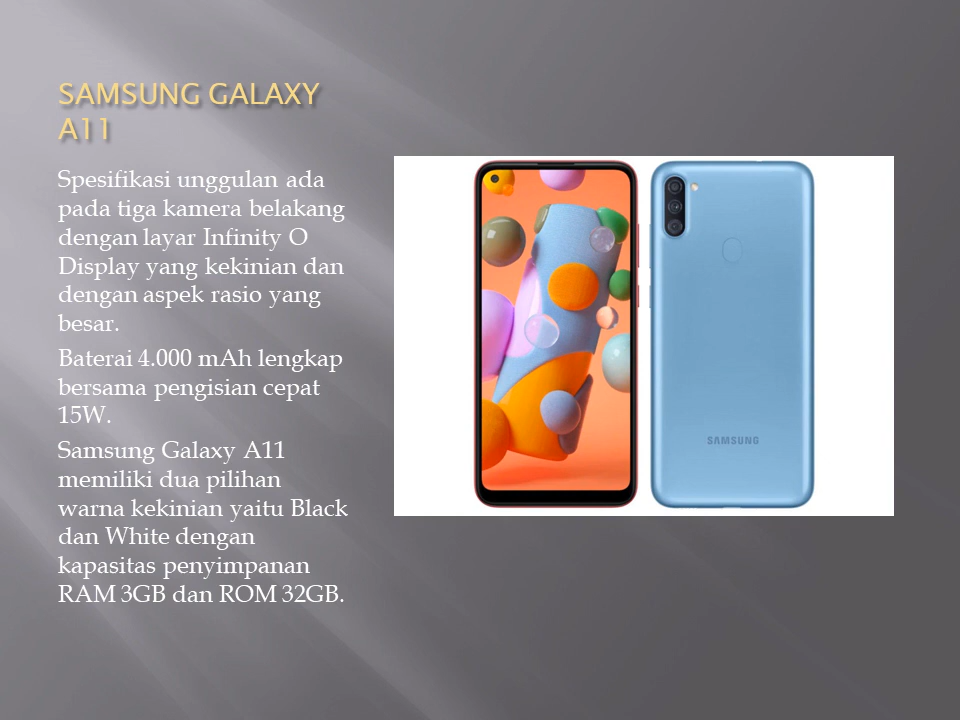 SAMSUNG GALAXY
A11
Spesifikasi unggulan ada
pada tiga kamera belakang
dengan layar Infinity O
Display yang kekinian dan
dengan aspek rasio yang
besar.
Baterai 4.000 mAh lengkap
bersama pengisian cepat
15W.
Samsung Galaxy A11
memiliki dua pilihan
warna kekinian yaitu Black
dan White dengan
kapasitas penyimpanan
RAM 3GB dan ROM 32GB.
SAMSUNG